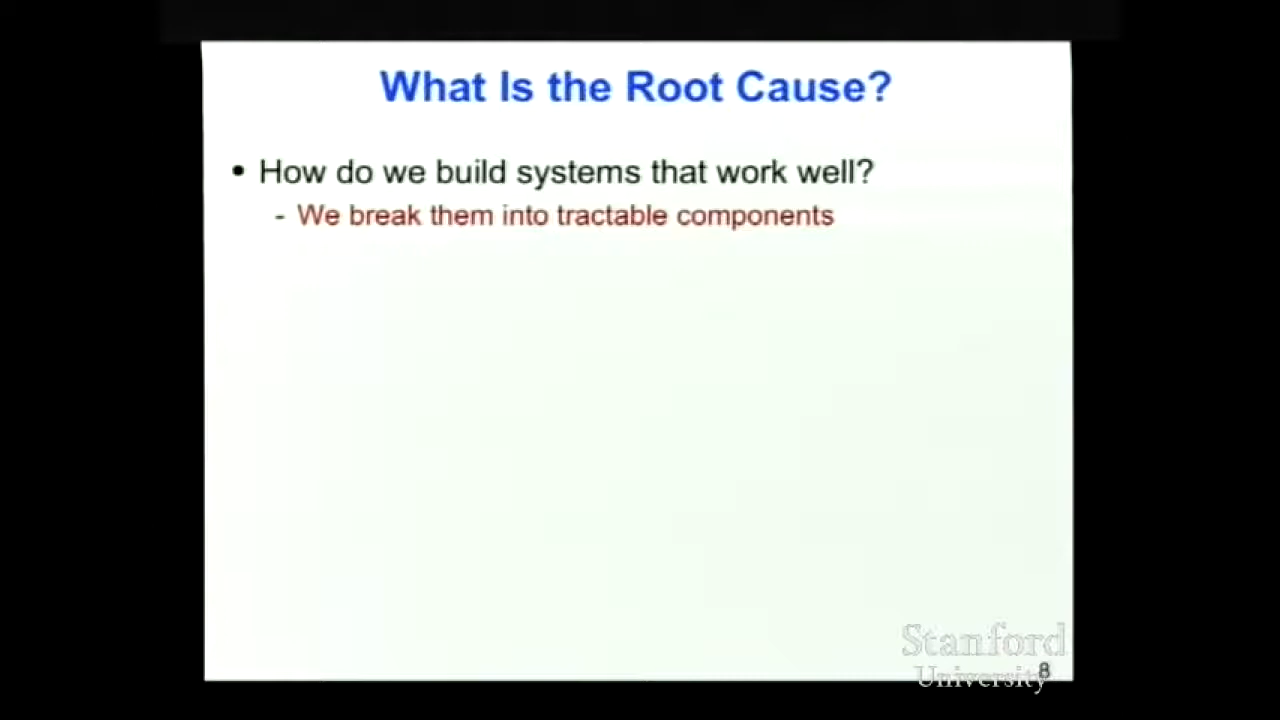 What Is the Root Cause?
• How do we build systems that work well?
- We break them into tractable components
Stanford
University
8